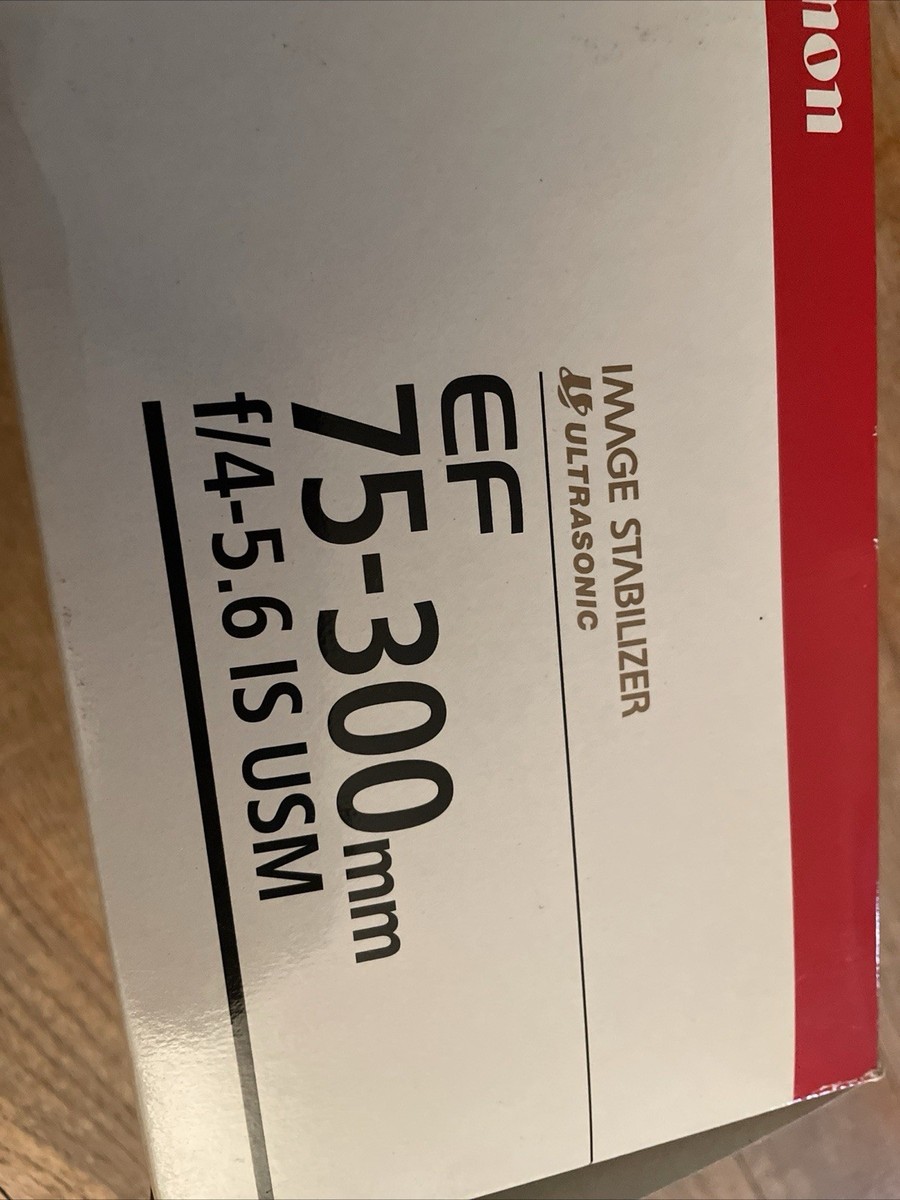 non
IMAGE STABILIZER
ULTRASONIC
EF
75-300mm
f/4-5.6 IS USM